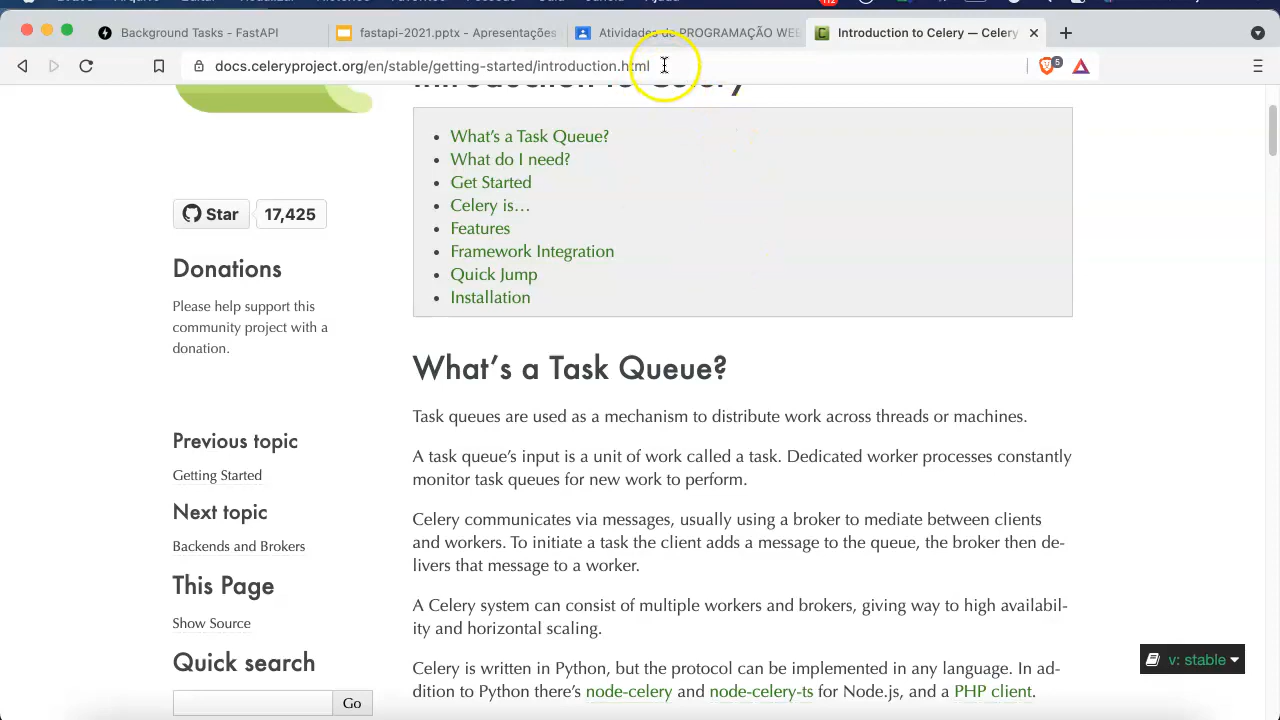 112
Background Tasks - FastAPI
fastapi-2021.pptx - Apresentações
Atividades de PROGRAMAÇÃO WEB
Introduction to Celery — Celery
docs.celeryproject.org/en/stable/getting-started/introduction.html
5
Introduction to Celery
What's a Task Queue?
What do I need?
Get Started
Celery is…
Features
Framework Integration
Quick Jump
Installation
Star 17,425
Donations
Please help support this
community project with a
donation.
Previous topic
Getting Started
Next topic
Backends and Brokers
This Page
Show Source
Quick search
Go
What's a Task Queue?
Task queues are used as a mechanism to distribute work across threads or machines.
A task queue's input is a unit of work called a task. Dedicated worker processes constantly
monitor task queues for new work to perform.
Celery communicates via messages, usually using a broker to mediate between clients
and workers. To initiate a task the client adds a message to the queue, the broker then de-
livers that message to a worker.
A Celery system can consist of multiple workers and brokers, giving way to high availabil-
ity and horizontal scaling.
Celery is written in Python, but the protocol can be implemented in any language. In ad-
dition to Python there's node-celery and node-celery-ts for Node.js, and a PHP client.
v: stable